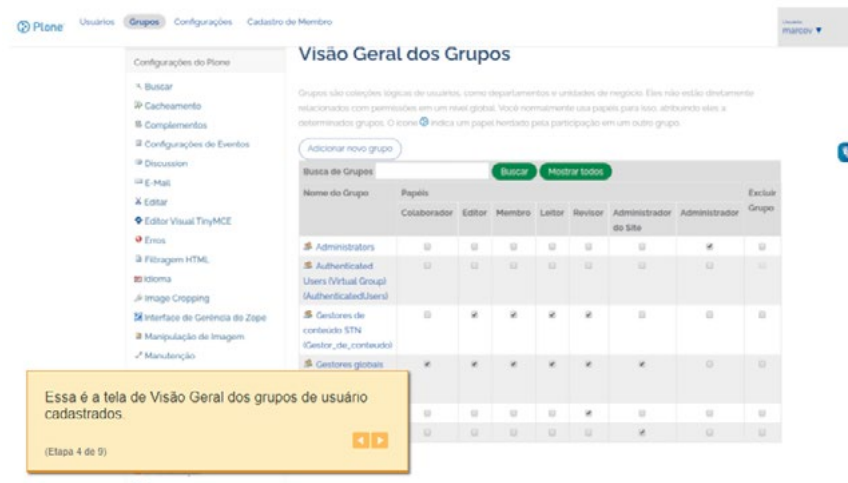 Plone
Usuários Grupos Configurações Cadastro de Membro
Usuário
marcov ▼
Configurações do Plone
Buscar
Cacheamento
Complementos
Configurações de Eventos
Discussion
E-Mail
Editar
Editor Visual TinyMCE
Erros
Filtragem HTML
Idioma
Image Cropping
Interface de Gerência do Zope
Manipulação de Imagem
Manutenção
Visão Geral dos Grupos
Grupos são coleções lógicas de usuários, como departamentos e unidades de negócio. Eles não estão diretamente
relacionados com permissões em um nível global. Você normalmente usa papéis para isso, atribuindo eles a
determinados grupos. O ícone indica um papel herdado pela participação em um outro grupo.
Adicionar novo grupo
Busca de Grupos Buscar Mostrar todos
Nome do Grupo Papéis Excluir
Grupo
Colaborador Editor Membro Leitor Revisor Administrador
do Site
Administrador
Administrators
Authenticated
Users (Virtual Group)
(AuthenticatedUsers)
Gestores de
conteúdo STN
(Gestor_de_conteudo)
Gestores globais
Essa é a tela de Visão Geral dos grupos de usuário
cadastrados.
(Etapa 4 de 9)